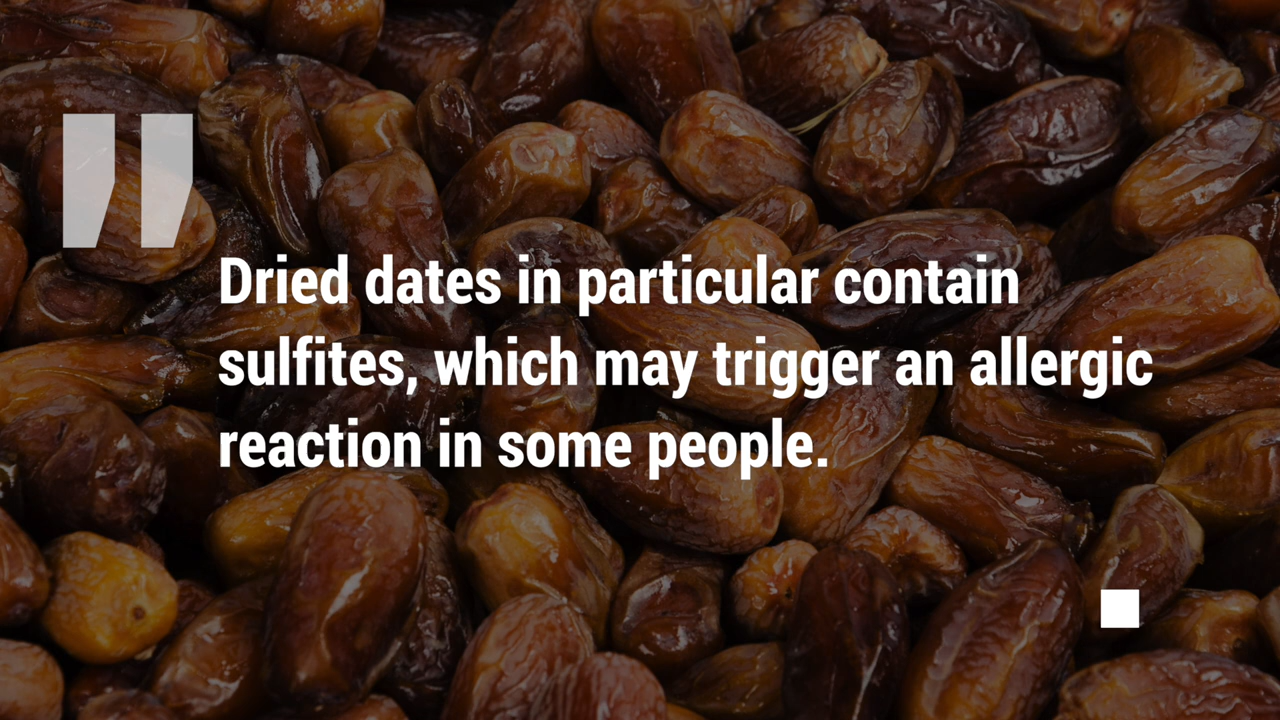 "
Dried dates in particular contain
sulfites, which may trigger an allergic
reaction in some people.